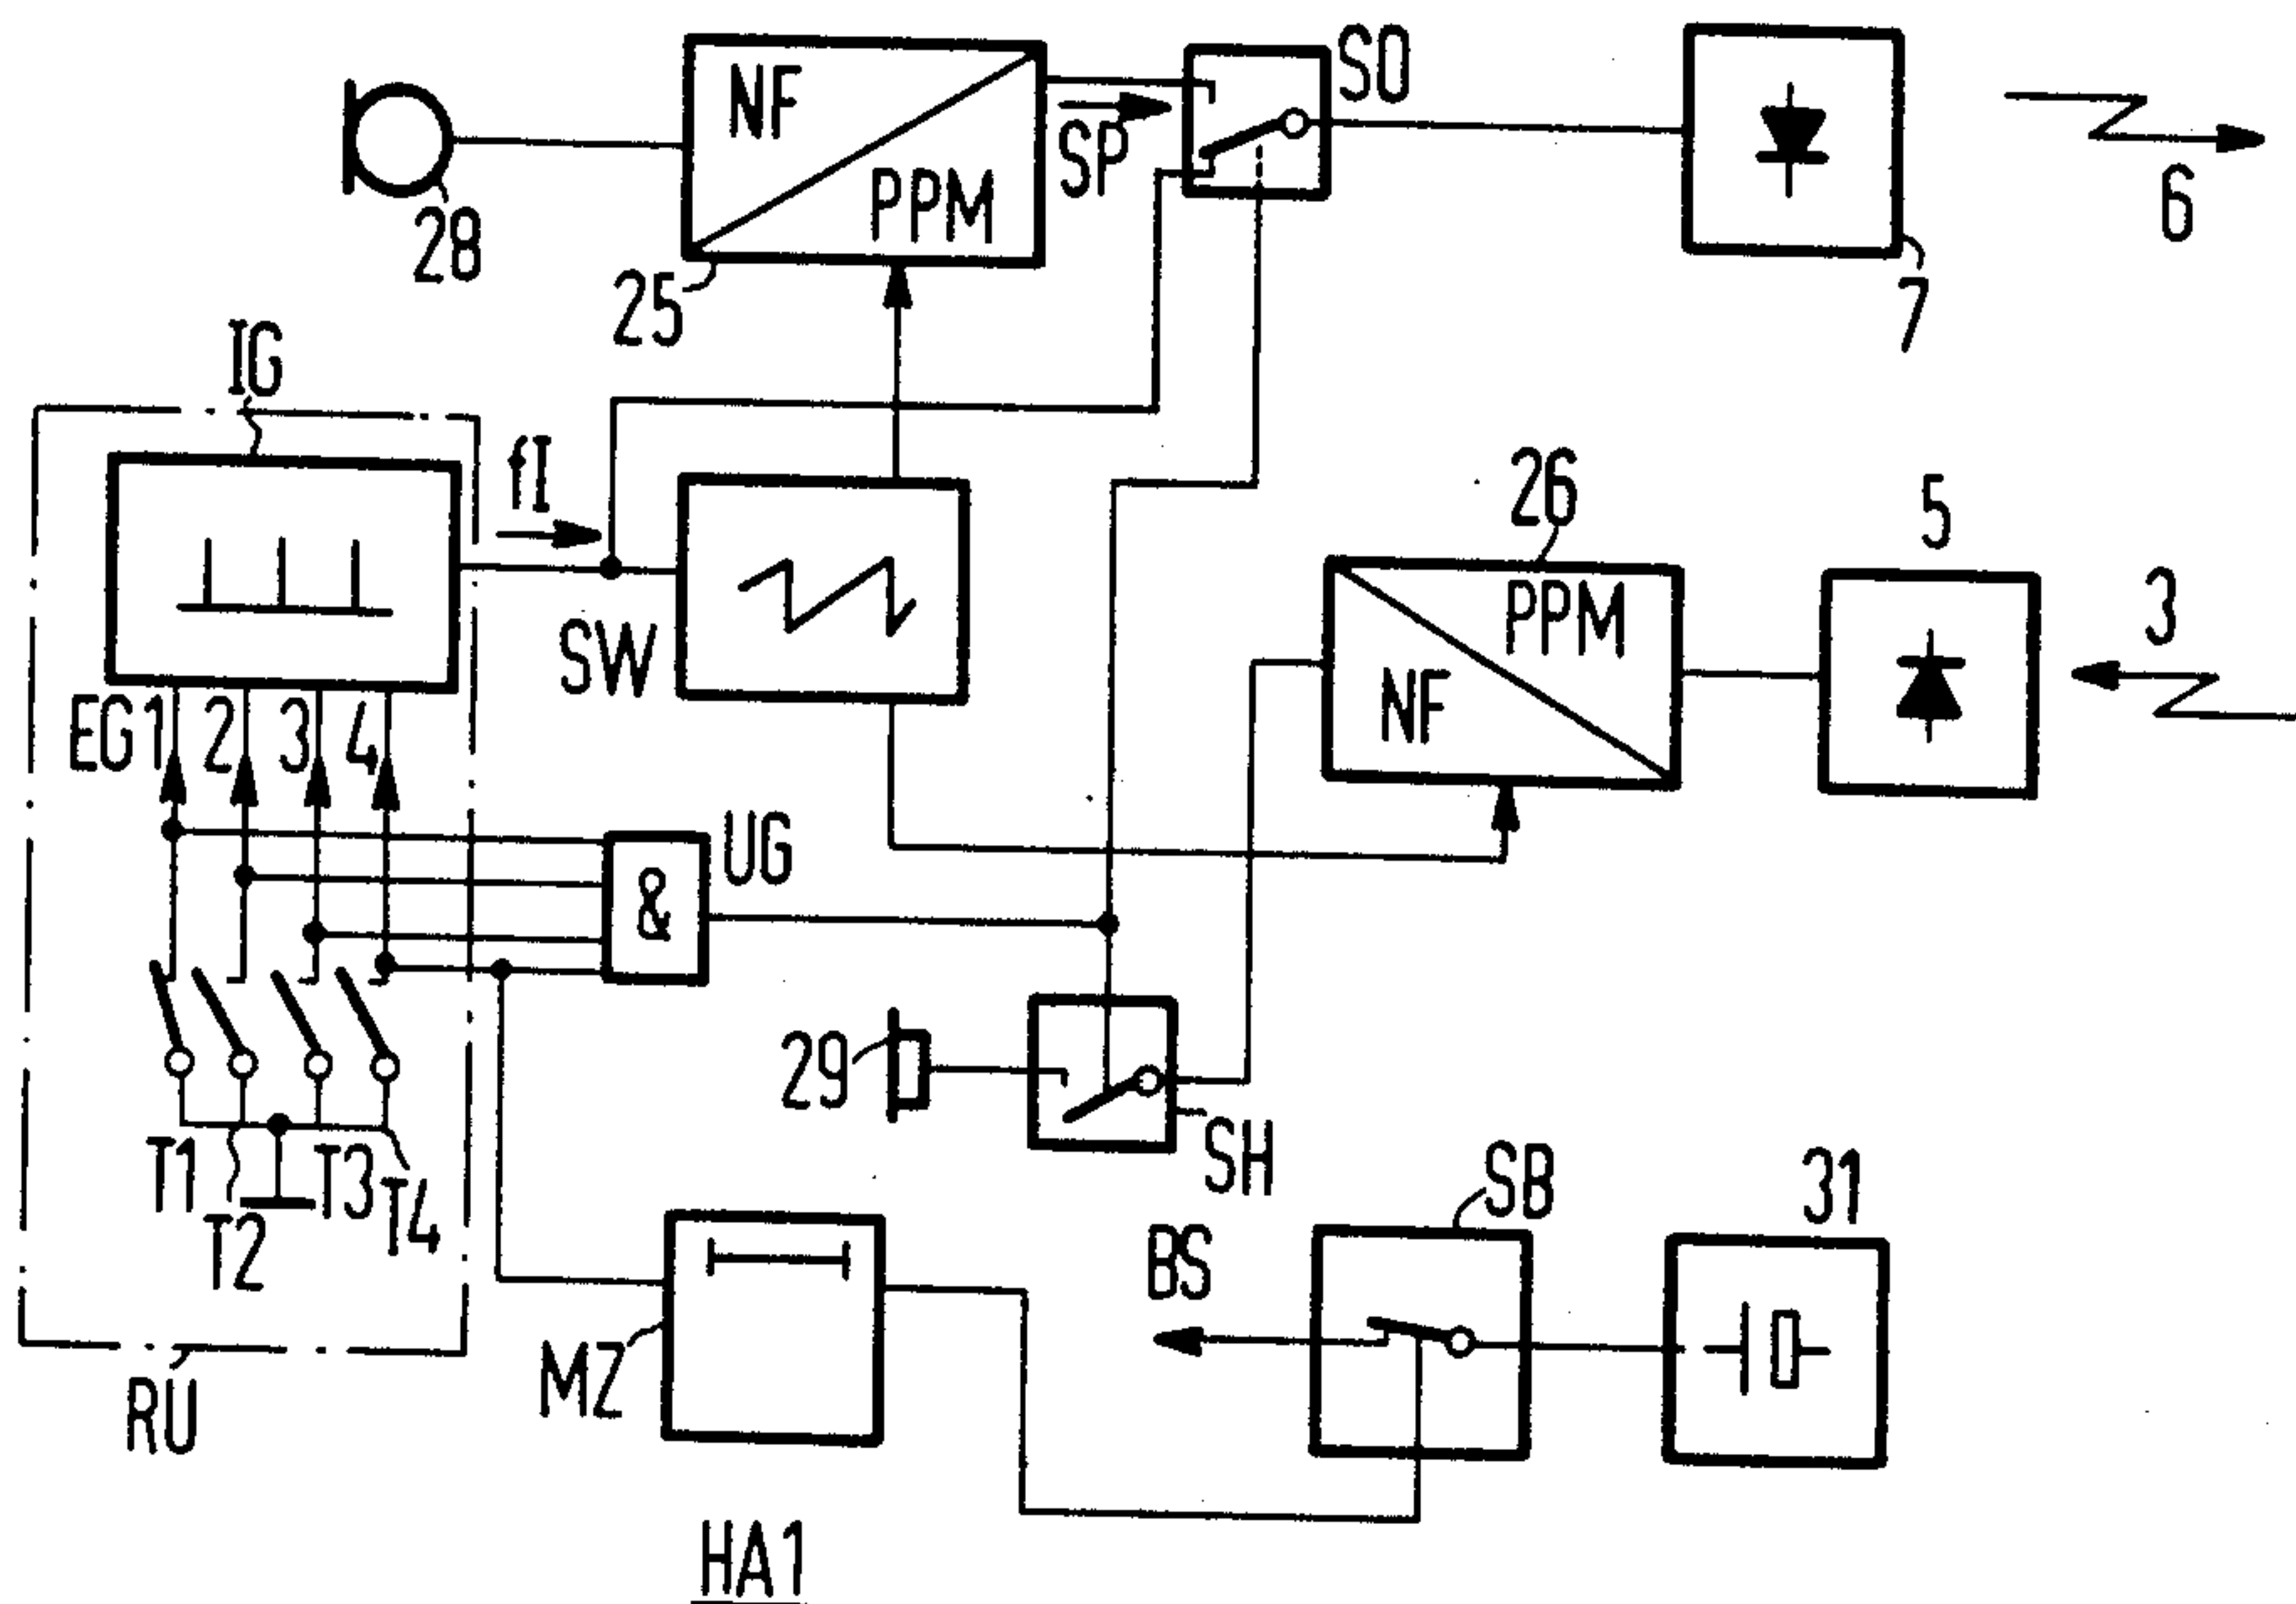 NF
PPM
SP
SO
28
25
6
7
IG
fI
SW
26
PPM
NF
5
3
EG1 2 3 4
UG
&
29
SH
T1
T2
T3
T4
BS
SB
31
MZ
RU
HA1